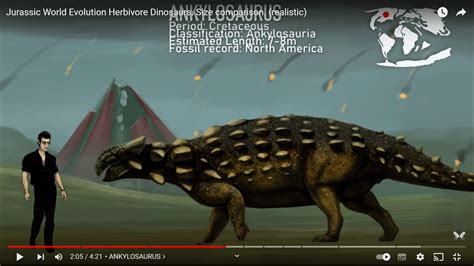 Jurassic World Evolution Herbivore Dinosaurs Size comparison (realistic)
ANKYLOSAURUS
Period: Cretaceous
Classification: Ankylosauria
Estimated Length: 7-8m
Fossil record: North America
2:05 / 4:21 • ANKYLOSAURUS >